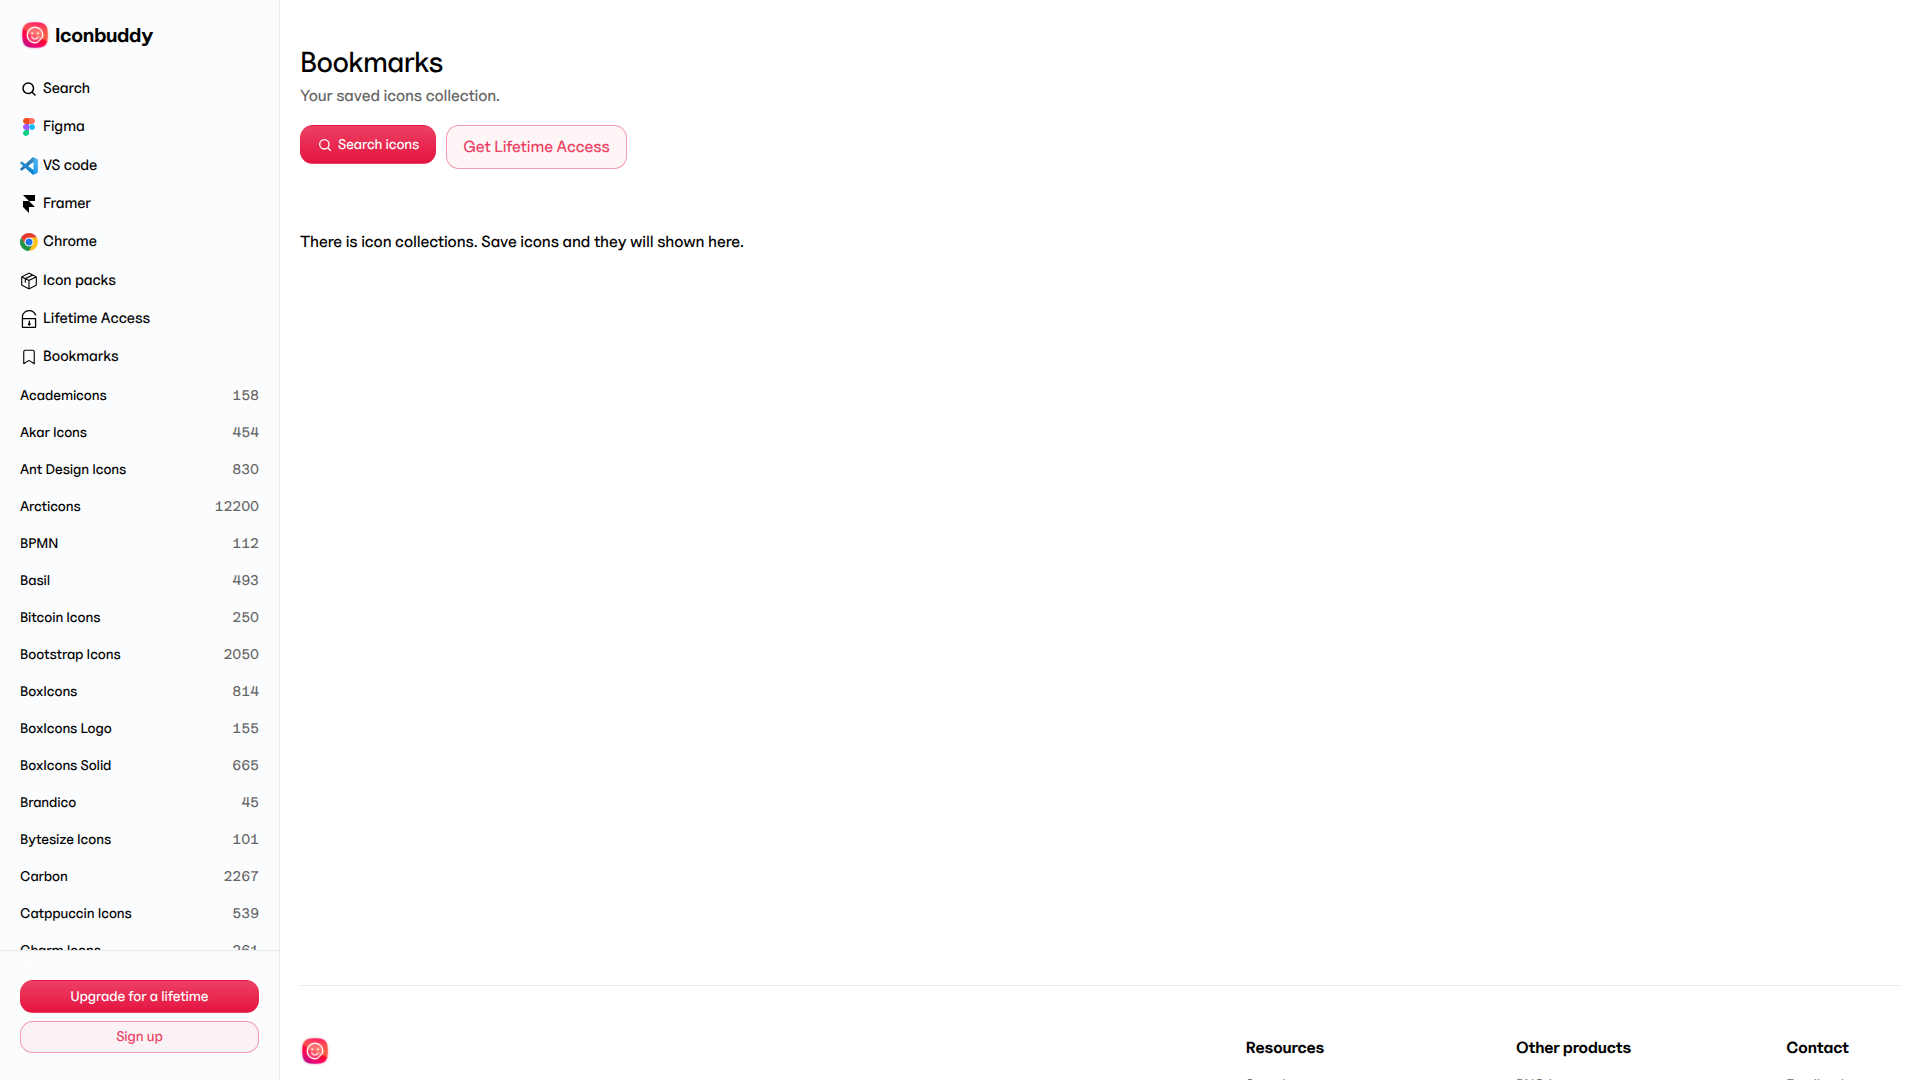 Iconbuddy
Search
Figma
VS code
Framer
Chrome
Icon packs
Lifetime Access
Bookmarks
Academicons 158
Akar Icons 454
Ant Design Icons 830
Arcticons 12200
BPMN 112
Basil 493
Bitcoin Icons 250
Bootstrap Icons 2050
BoxIcons 814
BoxIcons Logo 155
BoxIcons Solid 665
Brandico 45
Bytesize Icons 101
Carbon 2267
Catppuccin Icons 539
Charm Icons 261
Upgrade for a lifetime
Sign up
Bookmarks
Your saved icons collection.
Search icons
Get Lifetime Access
There is icon collections. Save icons and they will shown here.
Resources
Other products
Contact